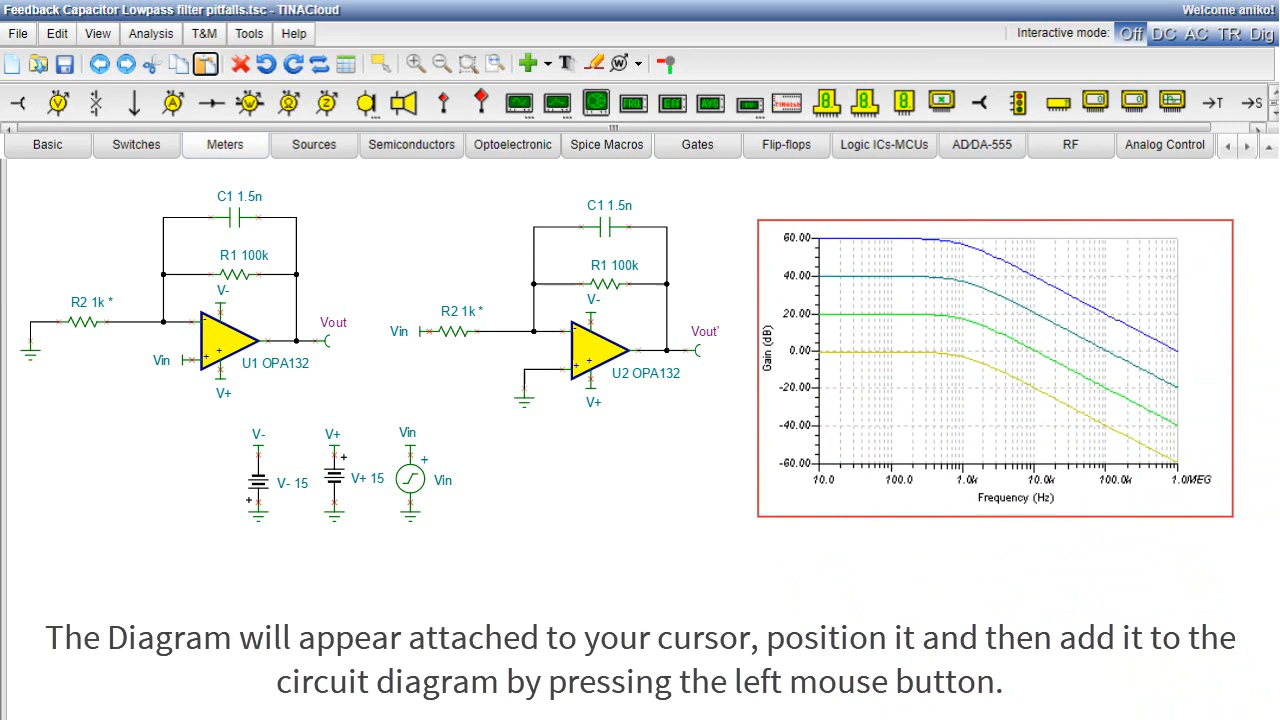 Feedback Capacitor Lowpass filter pitfalls.tsc - TINACloud
Welcome aniko!
File Edit View Analysis T&M Tools Help
Interactive mode: Off DC AC TR Dig
Basic Switches Meters Sources Semiconductors Optoelectronic Spice Macros Gates Flip-flops Logic ICs-MCUs AD/DA-555 RF Analog Control
C1 1.5n
R1 100k
V-
R2 1k *
Vout
Vin
U1 OPA132
V+
C1 1.5n
R1 100k
V-
R2 1k *
Vin
Vout'
U2 OPA132
V+
V-
V- 15
V+
V+ 15
Vin
Vin
60.00
40.00
20.00
0.00
-20.00
-40.00
-60.00
Gain (dB)
10.0 100.0 1.0k 10.0k 100.0k 1.0MEG
Frequency (Hz)
The Diagram will appear attached to your cursor, position it and then add it to the
circuit diagram by pressing the left mouse button.